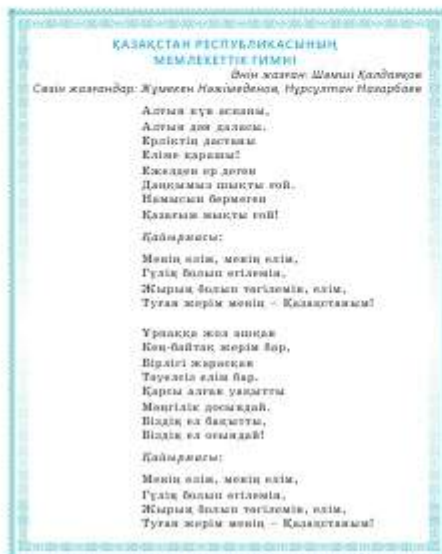 ҚАЗАҚСТАН РЕСПУБЛИКАСЫНЫҢ
МЕМЛЕКЕТТІК ГИМНІ
Әнін жазған: Шәмші Қалдаяқов
Сөзін жазғандар: Жұмекен Нәжімеденов, Нұрсұлтан Назарбаев
Алтын күн аспаны,
Алтын дән даласы.
Ерліктің дастаны
Еліме қарашы!
Ежелден ер деген
Даңқымыз шықты ғой.
Намысын бермеген
Қазағым мықты ғой!
Қайырмасы:
Менің елім, менің елім,
Гүлің болып егілемін,
Жырың болып төгілемін, елім,
Туған жерім менің – Қазақстаным!
Ұрпаққа жол ашқан
Кең-байтақ жерім бар,
Бірлігі жарасқан
Тәуелсіз елім бар.
Қарсы алған уақытты
Мәңгілік досындай.
Біздің ел бақытты,
Біздің ел осындай!
Қайырмасы:
Менің елім, менің елім,
Гүлің болып егілемін,
Жырың болып төгілемін, елім,
Туған жерім менің – Қазақстаным!